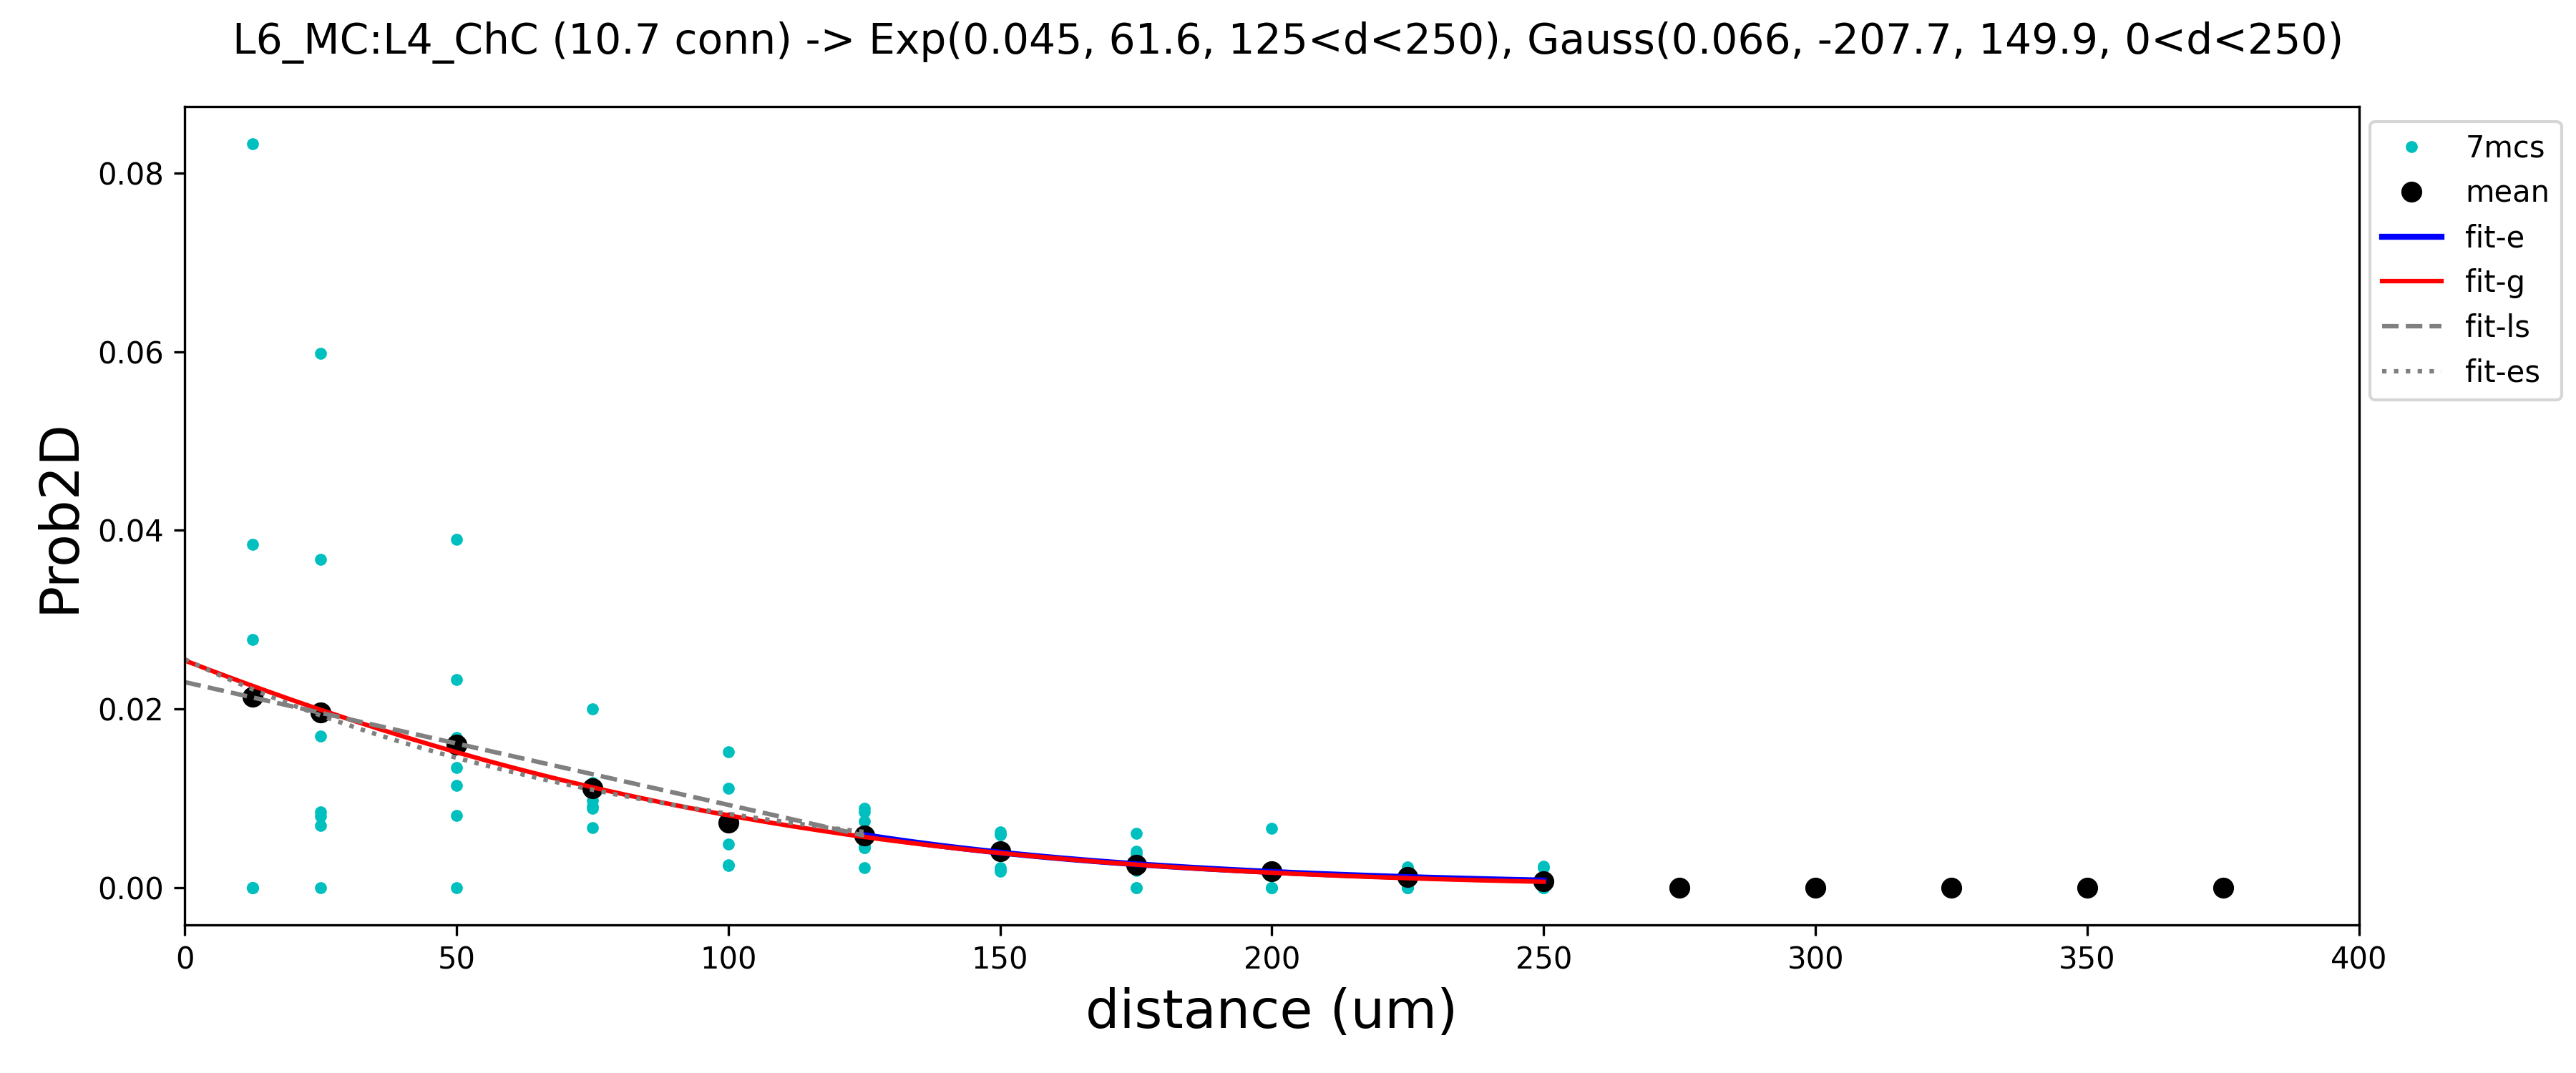 L6_MC:L4_ChC (10.7 conn) -> Exp(0.045, 61.6, 125<d<250), Gauss(0.066, -207.7, 149.9, 0<d<250)
Prob2D
0.08
0.06
0.04
0.02
0.00
0 50 100 150 200 250 300 350 400
distance (um)
7mcs
mean
fit-e
fit-g
fit-ls
fit-es